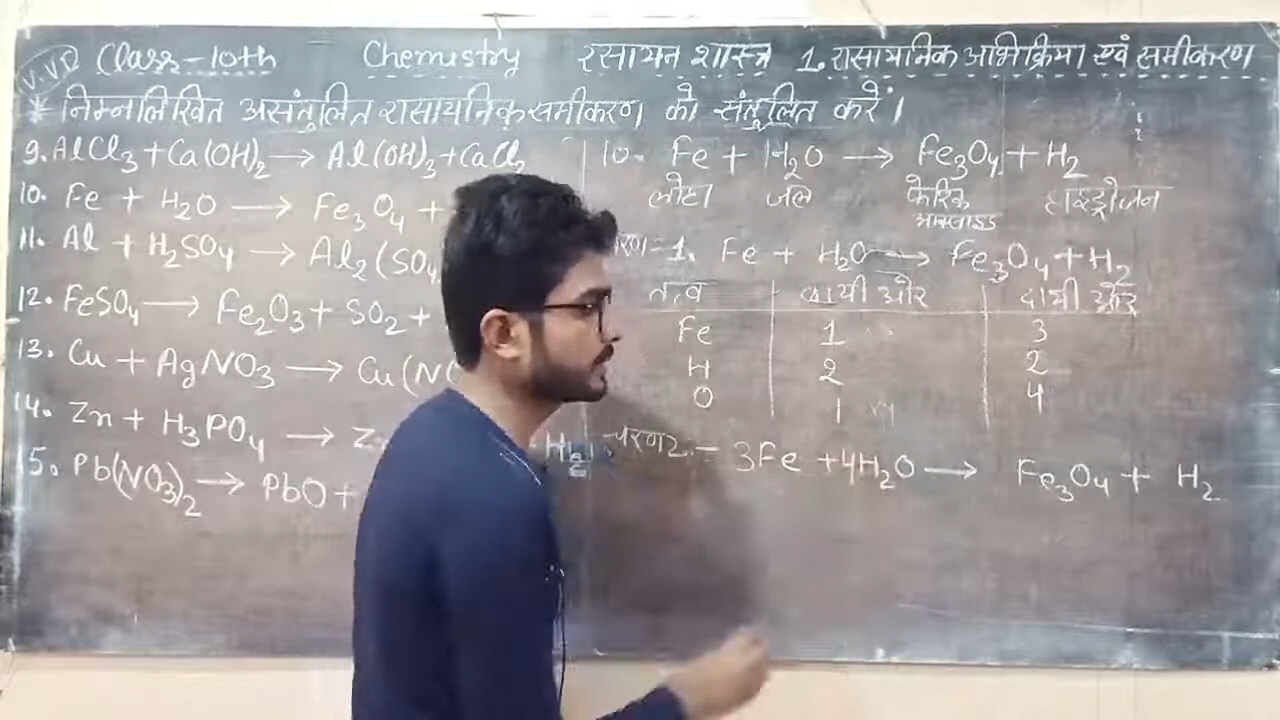 V.VD Class-10th Chemistry रसायन शास्त्र 1. रासायनिक अभिक्रिया एवं समीकरण
* निम्नलिखित असंतुलित रासायनिक समीकरण को संतुलित करें।
9. AlCl₃ + Ca(OH)₂ → Al(OH)₃ + CaCl₂
10. Fe + H₂O → Fe₃O₄ +
11. Al + H₂SO₄ → Al₂(SO₄
12. FeSO₄ → Fe₂O₃ + SO₂ +
13. Cu + AgNO₃ → Cu(NO
14. Zn + H₃PO₄ → Z
15. Pb(NO₃)₂ → PbO +
10. Fe + H₂O → Fe₃O₄ + H₂
लोहा जल फेरिक हाइड्रोजन
1. Fe + H₂O → Fe₃O₄ + H₂
तत्व बायी ओर दायी ओर
Fe 1 3
H 2 2
O 1 4
चरण 2. – 3Fe + 4H₂O → Fe₃O₄ + H₂